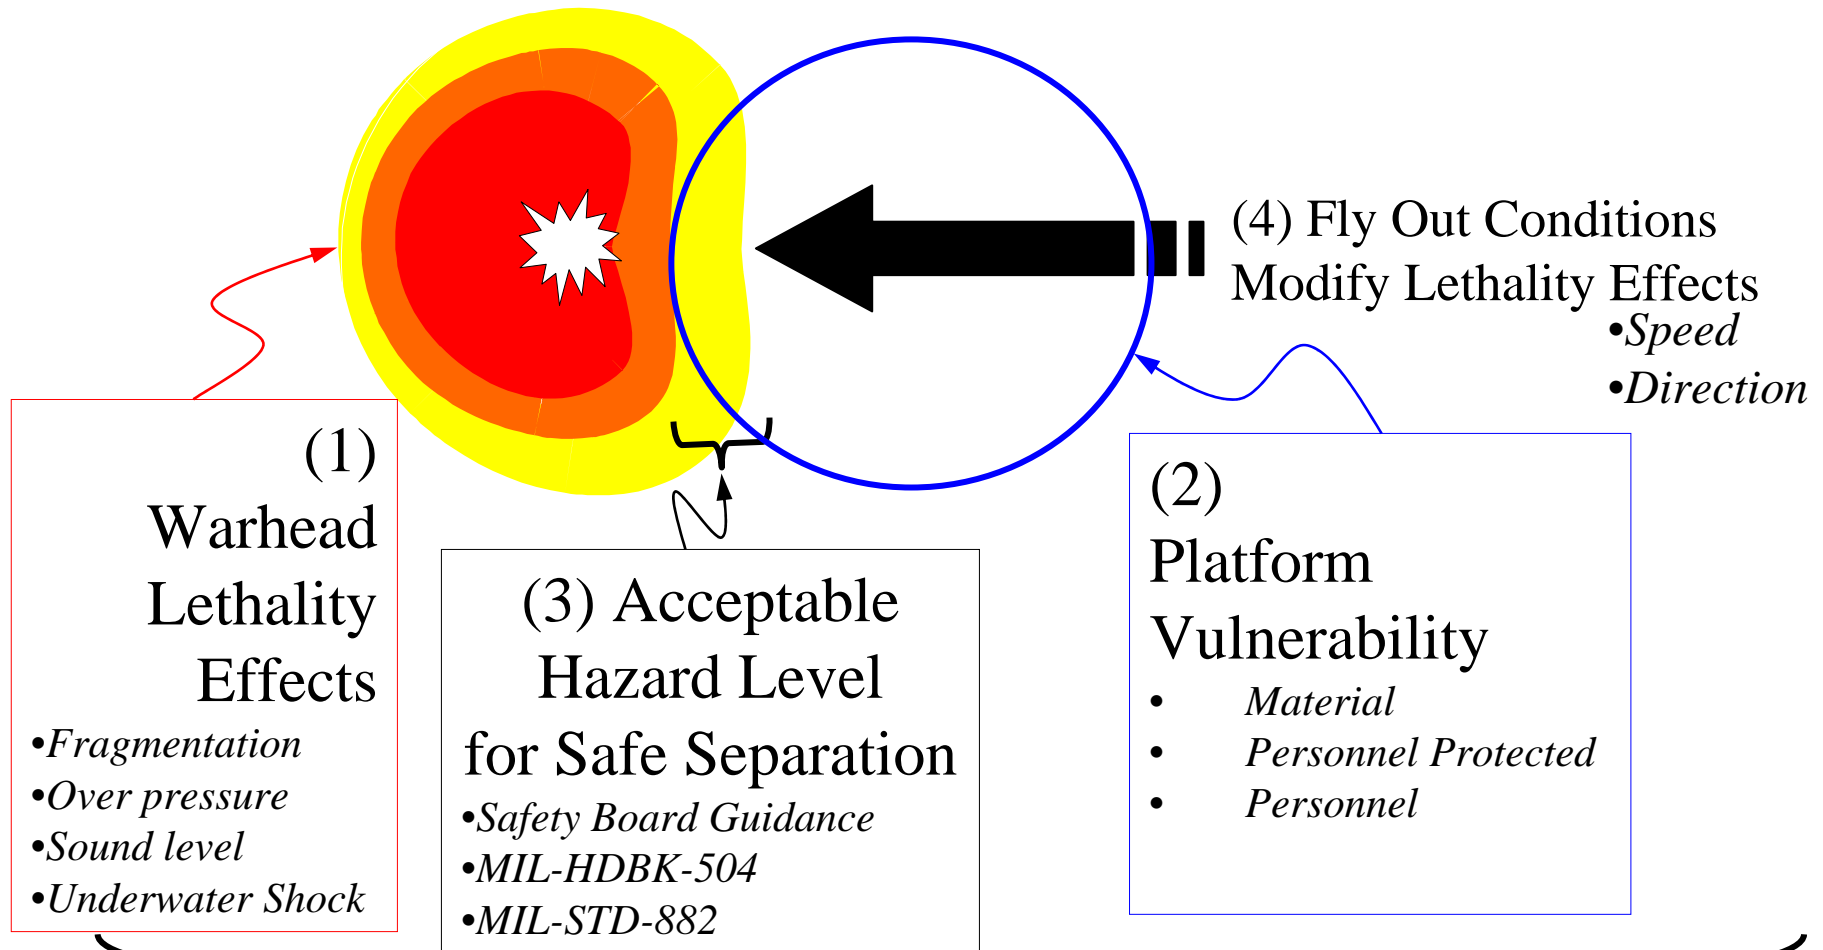 (4) Fly Out Conditions
Modify Lethality Effects
•Speed
•Direction
(1)
Warhead
Lethality
Effects
•Fragmentation
•Over pressure
•Sound level
•Underwater Shock
(3) Acceptable
Hazard Level
for Safe Separation
•Safety Board Guidance
•MIL-HDBK-504
•MIL-STD-882
(2)
Platform
Vulnerability
• Material
• Personnel Protected
• Personnel